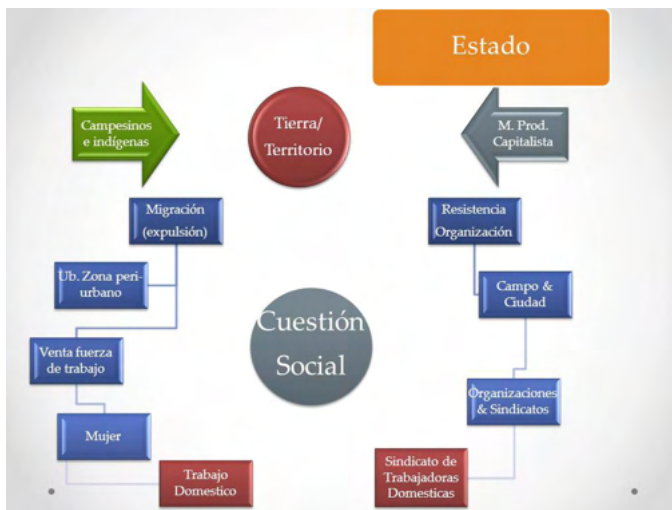 Estado
Campesinos
e indígenas
Tierra/
Territorio
M. Prod.
Capitalista
Migración
(expulsión)
Resistencia
Organización
Ub. Zona peri-
urbano
Campo &
Ciudad
Cuestión
Social
Venta fuerza
de trabajo
Organizaciones
& Sindicatos
Mujer
Trabajo
Domestico
Sindicato de
Trabajadoras
Domesticas